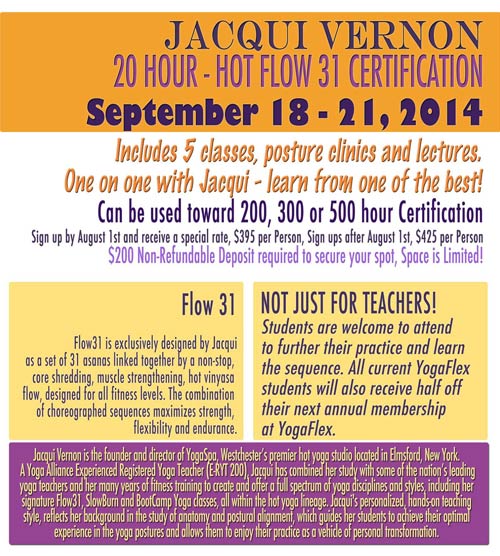 JACQUI VERNON
20 HOUR - HOT FLOW 31 CERTIFICATION
September 18 - 21, 2014
Includes 5 classes, posture clinics and lectures.
One on one with Jacqui - learn from one of the best!
Can be used toward 200, 300 or 500 hour Certification
Sign up by August 1st and receive a special rate, $395 per Person, Sign ups after August 1st, $425 per Person
$200 Non-Refundable Deposit required to secure your spot, Space is Limited!
Flow 31
Flow31 is exclusively designed by Jacqui
as a set of 31 asanas linked together by a non-stop,
core shredding, muscle strengthening, hot vinyasa
flow, designed for all fitness levels. The combination
of choreographed sequences maximizes strength,
flexibility and endurance.
NOT JUST FOR TEACHERS!
Students are welcome to attend
to further their practice and learn
the sequence. All current YogaFlex
students will also receive half off
their next annual membership
at YogaFlex.
Jacqui Vernon is the founder and director of YogaSpa, Westchester's premier hot yoga studio located in Elmsford, New York.
A Yoga Alliance Experienced Registered Yoga Teacher (E-RYT 200), Jacqui has combined her study with some of the nation's leading
yoga teachers and her many years of fitness training to create and offer a full spectrum of yoga disciplines and styles, including her
signature Flow31, SlowBurn and BootCamp Yoga classes, all within the hot yoga lineage. Jacqui's personalized, hands-on teaching
style, reflects her background in the study of anatomy and postural alignment, which guides her students to achieve their optimal
experience in the yoga postures and allows them to enjoy their practice as a vehicle of personal transformation.